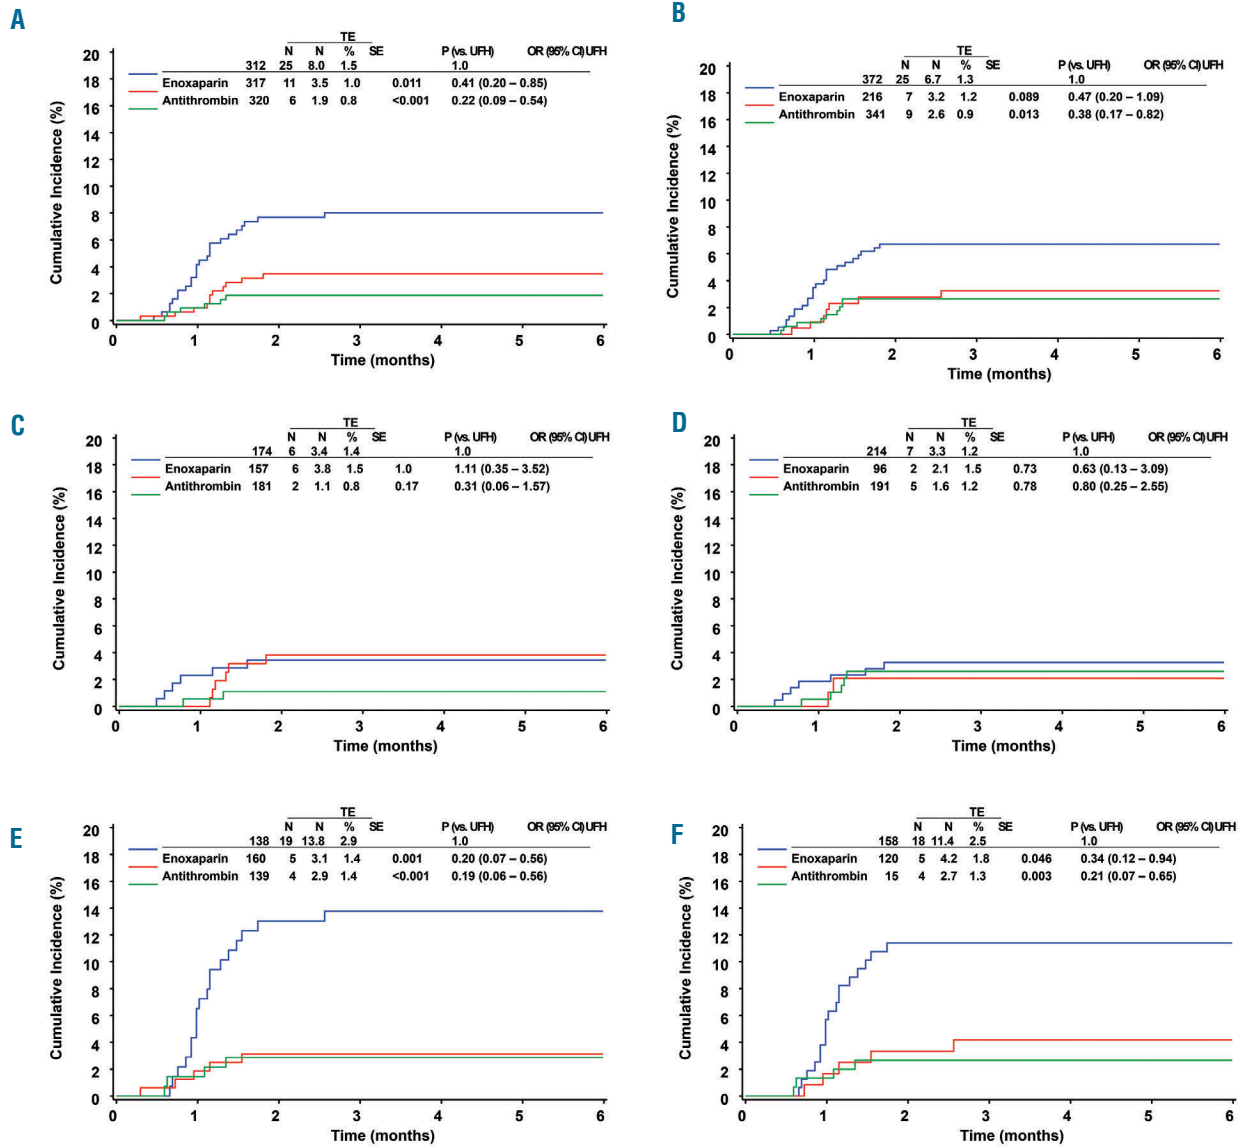 A
TE
N N % SE P (vs. UFH) OR (95% CI) UFH
312 25 8.0 1.5 1.0
Enoxaparin 317 11 3.5 1.0 0.011 0.41 (0.20 – 0.85)
Antithrombin 320 6 1.9 0.8 <0.001 0.22 (0.09 – 0.54)
Cumulative Incidence (%)
20
18
16
14
12
10
8
6
4
2
0
0 1 2 3 4 5 6
Time (months)
B
TE
N N % SE P (vs. UFH) OR (95% CI) UFH
372 25 6.7 1.3 1.0
Enoxaparin 216 7 3.2 1.2 0.089 0.47 (0.20 – 1.09)
Antithrombin 341 9 2.6 0.9 0.013 0.38 (0.17 – 0.82)
Cumulative Incidence (%)
20
18
16
14
12
10
8
6
4
2
0
0 1 2 3 4 5 6
Time (months)
C
TE
N N % SE P (vs. UFH) OR (95% CI) UFH
174 6 3.4 1.4 1.0
Enoxaparin 157 6 3.8 1.5 1.0 1.11 (0.35 – 3.52)
Antithrombin 181 2 1.1 0.8 0.17 0.31 (0.06 – 1.57)
Cumulative Incidence (%)
20
18
16
14
12
10
8
6
4
2
0
0 1 2 3 4 5 6
Time (months)
D
TE
N N % SE P (vs. UFH) OR (95% CI) UFH
214 7 3.3 1.2 1.0
Enoxaparin 96 2 2.1 1.5 0.73 0.63 (0.13 – 3.09)
Antithrombin 191 5 1.6 1.2 0.78 0.80 (0.25 – 2.55)
Cumulative Incidence (%)
20
18
16
14
12
10
8
6
4
2
0
0 1 2 3 4 5 6
Time (months)
E
TE
N N % SE P (vs. UFH) OR (95% CI) UFH
138 19 13.8 2.9 1.0
Enoxaparin 160 5 3.1 1.4 0.001 0.20 (0.07 – 0.56)
Antithrombin 139 4 2.9 1.4 <0.001 0.19 (0.06 – 0.56)
Cumulative Incidence (%)
20
18
16
14
12
10
8
6
4
2
0
0 1 2 3 4 5 6
Time (months)
F
TE
N N % SE P (vs. UFH) OR (95% CI) UFH
158 18 11.4 2.5 1.0
Enoxaparin 120 5 4.2 1.8 0.046 0.34 (0.12 – 0.94)
Antithrombin 15 4 2.7 1.3 0.003 0.21 (0.07 – 0.65)
Cumulative Incidence (%)
20
18
16
14
12
10
8
6
4
2
0
0 1 2 3 4 5 6
Time (months)